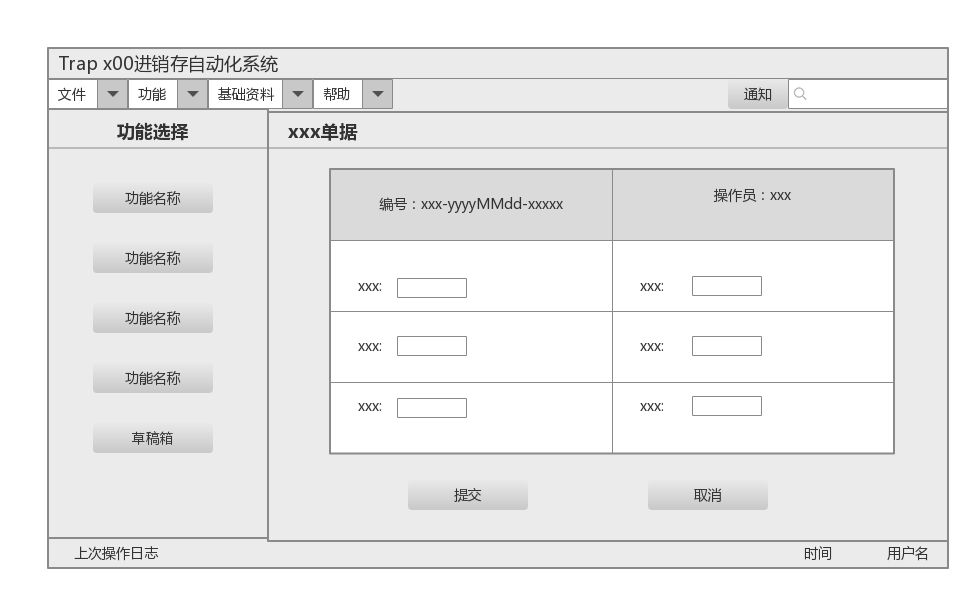 Trap x00进销存自动化系统
文件 功能 基础资料 帮助 通知
功能选择
xxx单据
功能名称
功能名称
功能名称
功能名称
草稿箱
编号：xxx-yyyyMMdd-xxxxx
操作员：xxx
xxx: xxx:
xxx: xxx:
xxx: xxx:
提交 取消
上次操作日志 时间 用户名